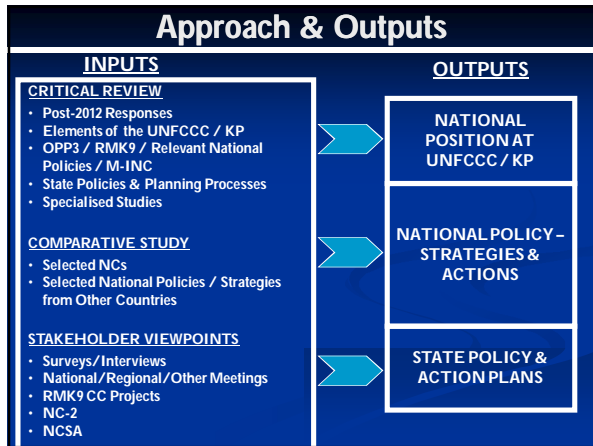 Approach & Outputs
INPUTS
CRITICAL REVIEW
• Post-2012 Responses
• Elements of the UNFCCC / KP
• OPP3 / RMK9 / Relevant National
Policies / M-INC
• State Policies & Planning Processes
• Specialised Studies
COMPARATIVE STUDY
• Selected NCs
• Selected National Policies / Strategies
from Other Countries
STAKEHOLDER VIEWPOINTS
• Surveys/Interviews
• National/Regional/Other Meetings
• RMK9 CC Projects
• NC-2
• NCSA
OUTPUTS
NATIONAL
POSITION AT
UNFCCC / KP
NATIONAL POLICY –
STRATEGIES &
ACTIONS
STATE POLICY &
ACTION PLANS